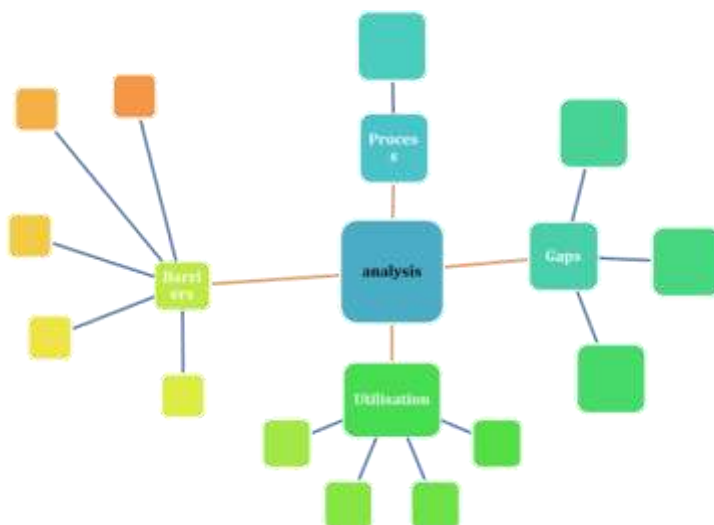 Proces
s
analysis
Gaps
Barri
ers
Utilisation